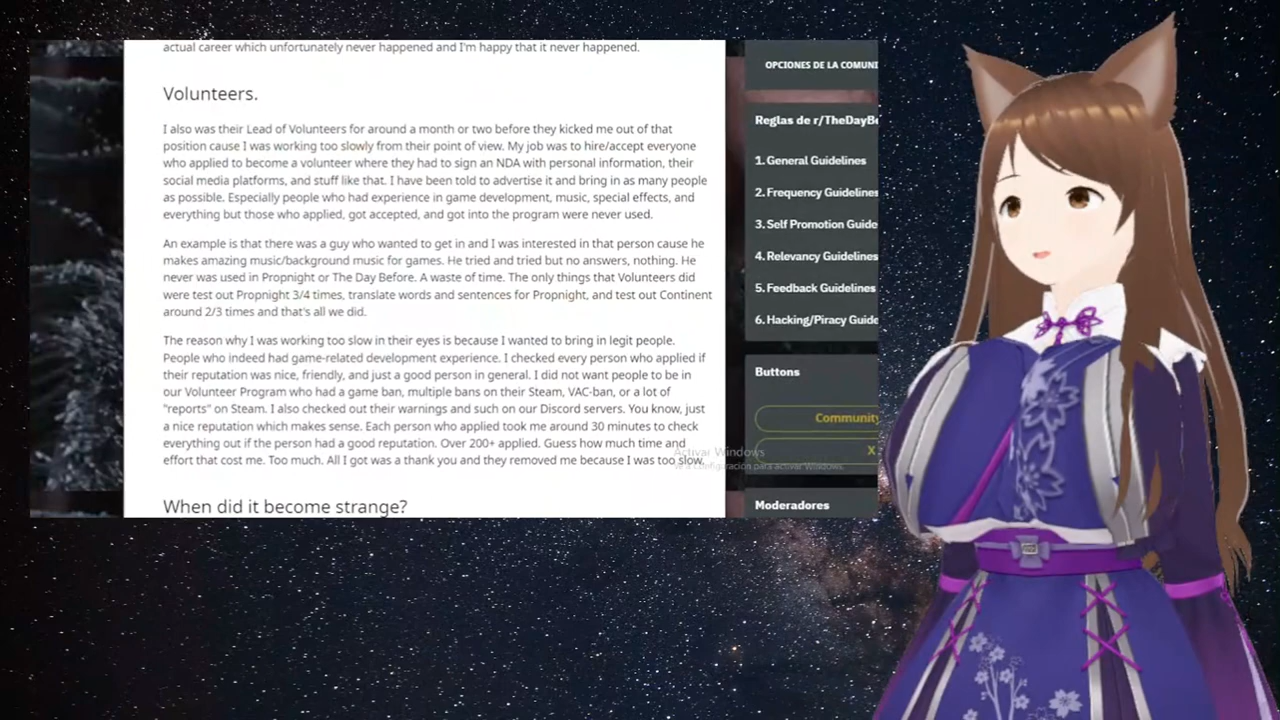 actual career which unfortunately never happened and I'm happy that it never happened.
Volunteers.
I also was their Lead of Volunteers for around a month or two before they kicked me out of that
position cause I was working too slowly from their point of view. My job was to hire/accept everyone
who applied to become a volunteer where they had to sign an NDA with personal information, their
social media platforms, and stuff like that. I have been told to advertise it and bring in as many people
as possible. Especially people who had experience in game development, music, special effects, and
everything but those who applied, got accepted, and got into the program were never used.
An example is that there was a guy who wanted to get in and I was interested in that person cause he
makes amazing music/background music for games. He tried and tried but no answers, nothing. He
never was used in Propnight or The Day Before. A waste of time. The only things that Volunteers did
were test out Propnight 3/4 times, translate words and sentences for Propnight, and test out Continent
around 2/3 times and that's all we did.
The reason why I was working too slow in their eyes is because I wanted to bring in legit people.
People who indeed had game-related development experience. I checked every person who applied if
their reputation was nice, friendly, and just a good person in general. I did not want people to be in
our Volunteer Program who had a game ban, multiple bans on their Steam, VAC-ban, or a lot of
"reports" on Steam. I also checked out their warnings and such on our Discord servers. You know, just
a nice reputation which makes sense. Each person who applied took me around 30 minutes to check
everything out if the person had a good reputation. Over 200+ applied. Guess how much time and
effort that cost me. Too much. All I got was a thank you and they removed me because I was too slow.
When did it become strange?
OPCIONES DE LA COMUNI
Reglas de r/TheDayB
1. General Guidelines
2. Frequency Guidelines
3. Self Promotion Guide
4. Relevancy Guidelines
5. Feedback Guidelines
6. Hacking/Piracy Guide
Buttons
Community
X
Moderadores
Activar Windows
Ve a Configuración para activar Windows.